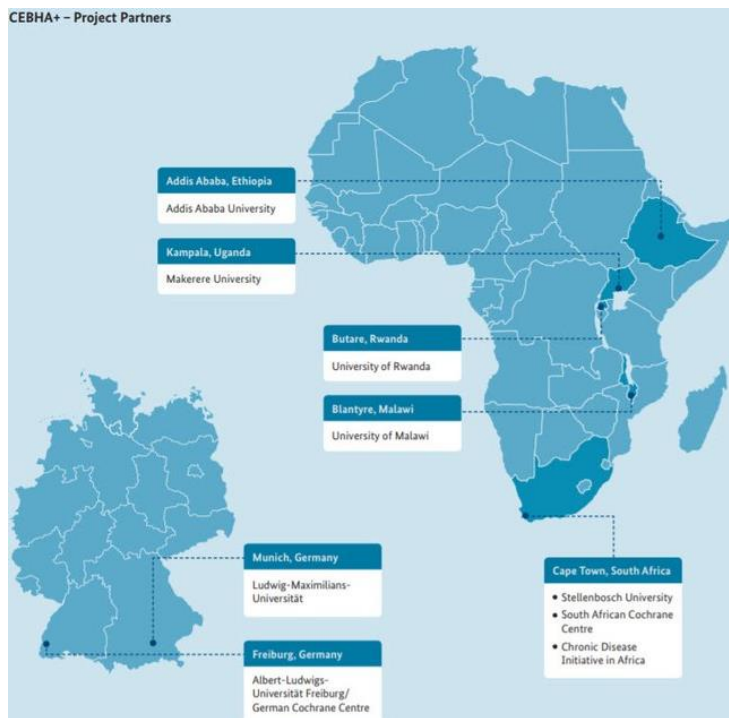 CEBHA+ – Project Partners
Addis Ababa, Ethiopia
Addis Ababa University
Kampala, Uganda
Makerere University
Butare, Rwanda
University of Rwanda
Blantyre, Malawi
University of Malawi
Munich, Germany
Ludwig-Maximilians-
Universität
Freiburg, Germany
Albert-Ludwigs-
Universität Freiburg/
German Cochrane Centre
Cape Town, South Africa
• Stellenbosch University
• South African Cochrane
Centre
• Chronic Disease
Initiative in Africa